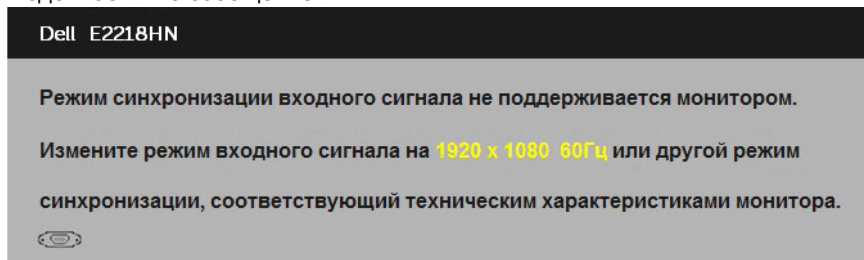 Dell E2218HN
Режим синхронизации входного сигнала не поддерживается монитором.
Измените режим входного сигнала на 1920 x 1080 60Гц или другой режим
синхронизации, соответствующий техническим характеристиками монитора.